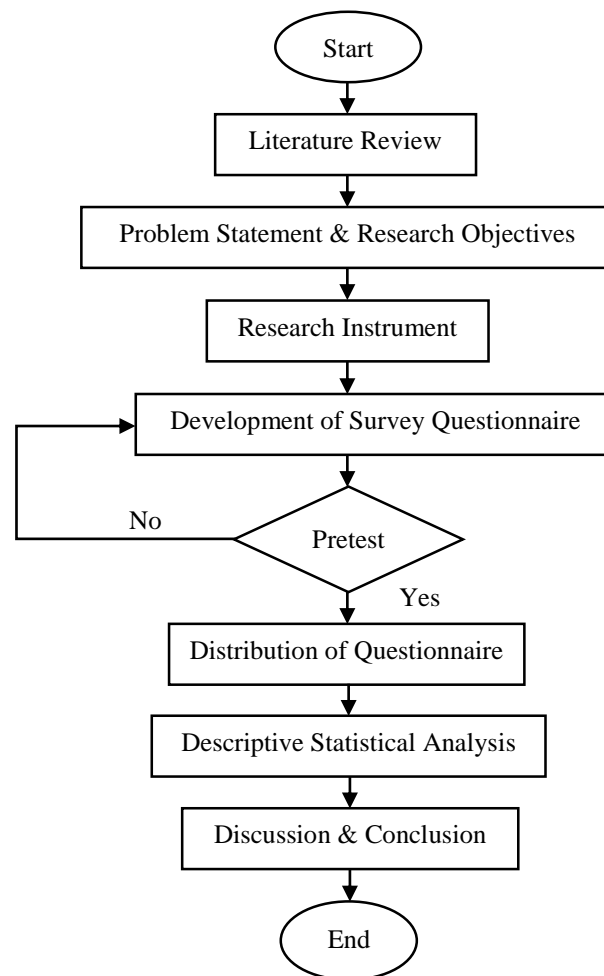 Start
Literature Review
Problem Statement & Research Objectives
Research Instrument
Development of Survey Questionnaire
No
Pretest
Yes
Distribution of Questionnaire
Descriptive Statistical Analysis
Discussion & Conclusion
End